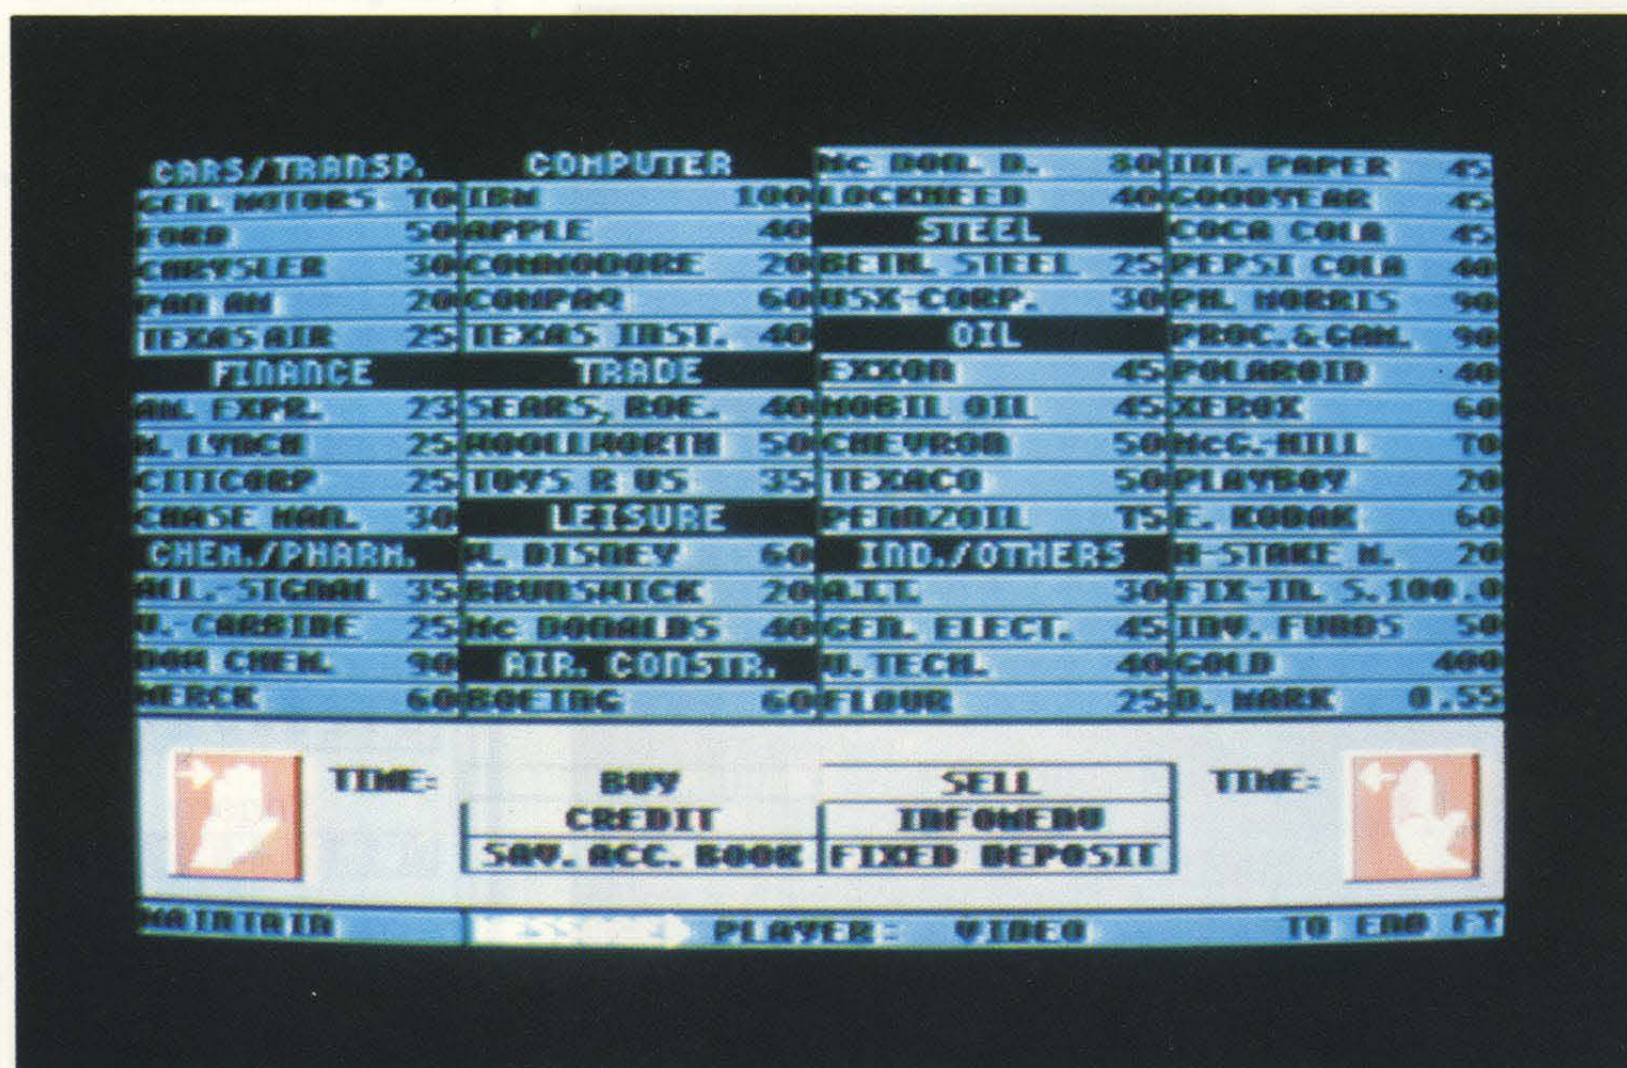 CARS/TRANSP.
GEN. MOTORS 70
FORD 50
CHRYSLER 30
PAN AM 20
TEXAS AIR 25
FINANCE
AM. EXPR. 23
M. LYNCH 25
CITICORP 25
CHASE MAN. 30
CHEM./PHARM.
ALL.-SIGNAL 35
U. CARBIDE 25
DOW CHEM. 90
MERCK 60
COMPUTER
IBM 100
APPLE 40
COMMODORE 20
COMPAQ 60
TEXAS INST. 40
TRADE
SEARS, ROE. 40
WOOLLWORTH 50
TOYS R US 35
LEISURE
W. DISNEY 60
BRUNSWICK 20
Mc DONALDS 40
AIR. CONSTR.
BOEING 60
Mc DON. D. 80
LOCKHEED 40
STEEL
BETH. STEEL 25
USX-CORP. 30
OIL
EXXON 45
MOBIL OIL 45
CHEVRON 50
TEXACO 50
PENNZOIL 75
IND./OTHERS
A.T.T. 30
GEN. ELECT. 45
U. TECH. 40
FLOUR 25
INT. PAPER 45
GOODYEAR 45
COCA COLA 45
PEPSI COLA 40
PH. MORRIS 90
PROC.&GAM. 90
POLAROID 40
XEROX 60
McG.-HILL 70
PLAYBOY 20
E. KODAK 60
H-STAKE M. 20
FIX-IN. S. 100.0
INV. FUNDS 50
GOLD 400
D. MARK 0.55
TIME: BUY SELL TIME:
CREDIT INFOMENU
SAV. ACC. BOOK FIXED DEPOSIT
MAINTAIN PLAYER: VIDEO TO END FT